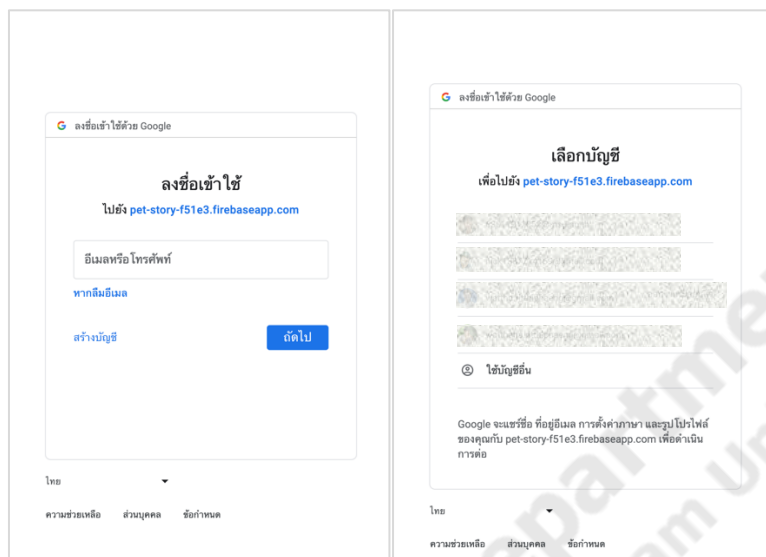 ลงชื่อเข้าใช้ด้วย Google
ลงชื่อเข้าใช้
ไปยัง pet-story-f51e3.firebaseapp.com
อีเมลหรือโทรศัพท์
หากลืมอีเมล
สร้างบัญชี
ถัดไป
ไทย
ความช่วยเหลือ ส่วนบุคคล ข้อกำหนด
ลงชื่อเข้าใช้ด้วย Google
เลือกบัญชี
เพื่อไปยัง pet-story-f51e3.firebaseapp.com
ใช้บัญชีอื่น
Google จะแชร์ชื่อ ที่อยู่อีเมล การตั้งค่าภาษา และรูปโปรไฟล์
ของคุณกับ pet-story-f51e3.firebaseapp.com เพื่อดำเนิน
การต่อ
ไทย
ความช่วยเหลือ ส่วนบุคคล ข้อกำหนด